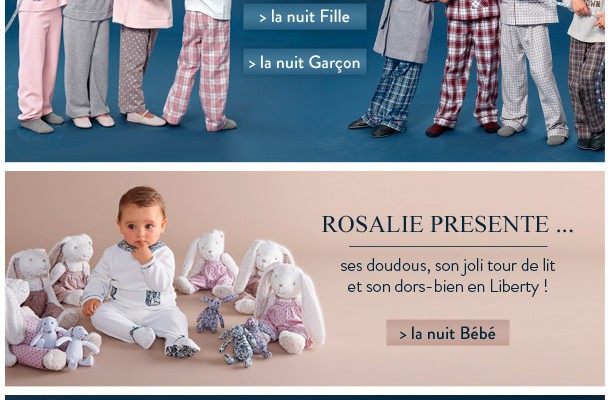 > la nuit Fille
> la nuit Garçon
ROSALIE PRESENTE ...
ses doudous, son joli tour de lit
et son dors-bien en Liberty !
> la nuit Bébé